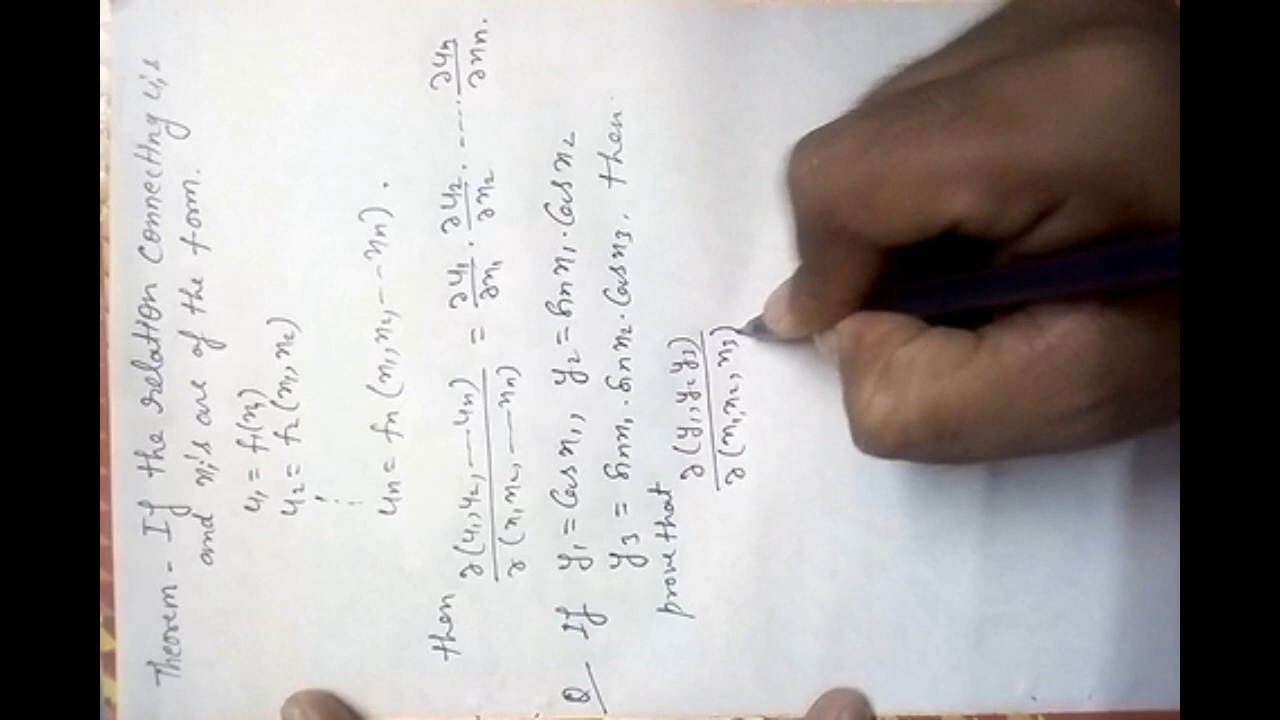 Theorem - If the relation connecting u,s
and x,s are of the form.
u1 = f1(x1)
u2 = f2(x1, x2)
⋮
un = fn (x1, x2, -- xn).
then ∂(u1,u2, --- un) / ∂(x1 x2, --- xn) = ∂u1/∂x1 . ∂u2/∂x2 . ..... ∂un/∂xn.
Q If y1 = Cos x1, y2 = Sin x1 . Cos x2
y3 = Sin x1 . Sin x2 . Cos x3, then
prove that
∂(y1, y2 y3) / ∂(x1, x2, x3)